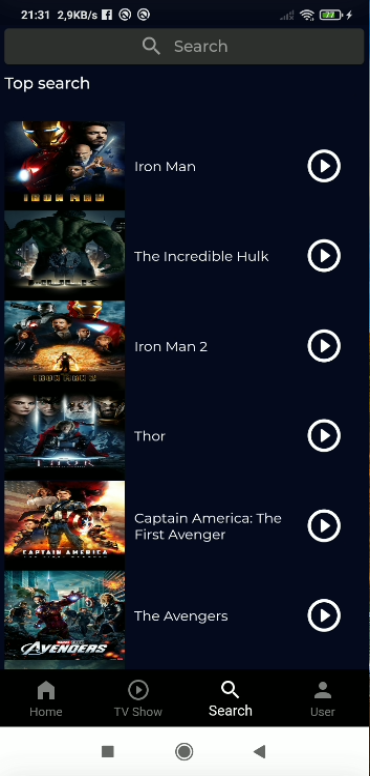 21:31 2,9KB/s
Search
Top search
IRON MAN
Iron Man
HULK
The Incredible Hulk
IRON MAN 2
Iron Man 2
THOR
Thor
CAPTAIN AMERICA
Captain America: The
First Avenger
AVENGERS
The Avengers
Home
TV Show
Search
User